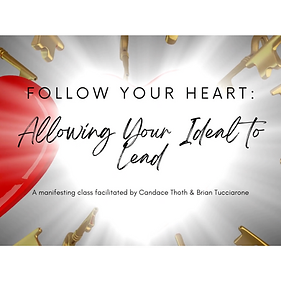 FOLLOW YOUR HEART:
Allowing Your Ideal to
Lead
A manifesting class facilitated by Candace Thoth & Brian Tucciarone